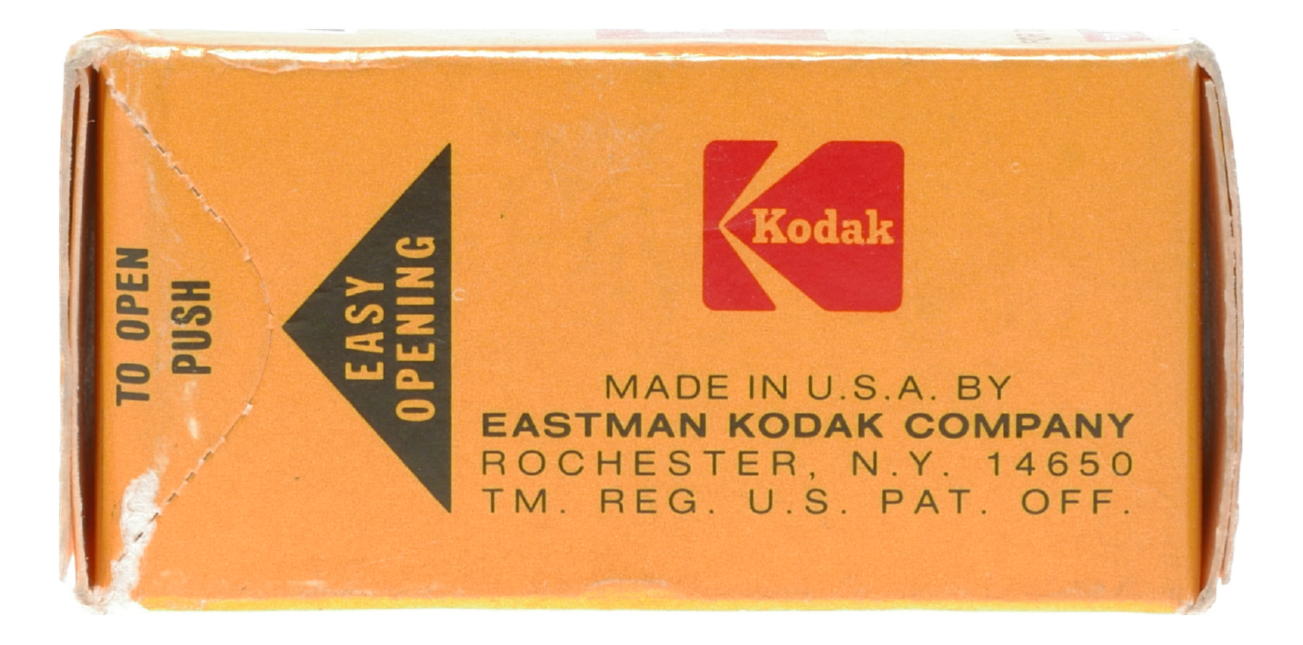 TO OPEN
PUSH
EASY
OPENING
Kodak
MADE IN U.S.A. BY
EASTMAN KODAK COMPANY
ROCHESTER, N.Y. 14650
TM. REG. U.S. PAT. OFF.